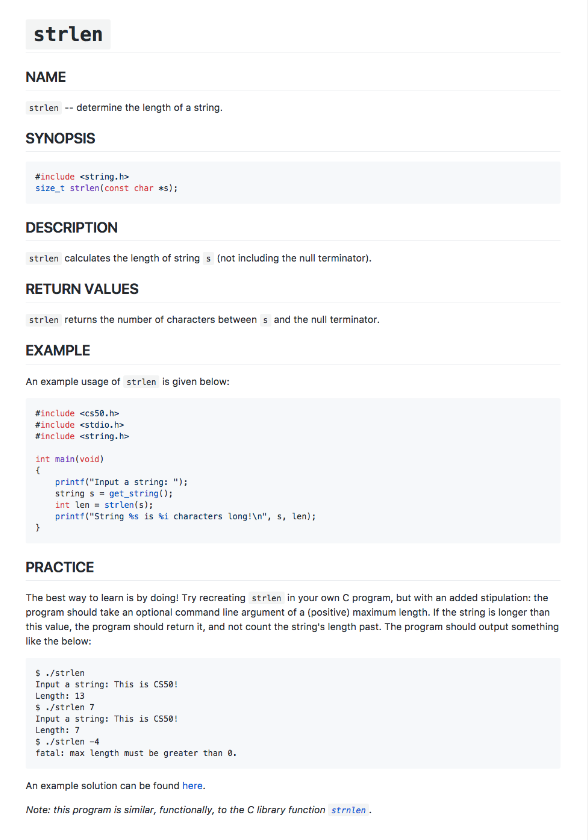 strlen
NAME
strlen -- determine the length of a string.
SYNOPSIS
#include <string.h>
size_t strlen(const char *s);
DESCRIPTION
strlen calculates the length of string s (not including the null terminator).
RETURN VALUES
strlen returns the number of characters between s and the null terminator.
EXAMPLE
An example usage of strlen is given below:
#include <cs50.h>
#include <stdio.h>
#include <string.h>
int main(void)
{
    printf("Input a string: ");
    string s = get_string();
    int len = strlen(s);
    printf("String %s is %i characters long!\n", s, len);
}
PRACTICE
The best way to learn is by doing! Try recreating strlen in your own C program, but with an added stipulation: the
program should take an optional command line argument of a (positive) maximum length. If the string is longer than
this value, the program should return it, and not count the string's length past. The program should output something
like the below:
$ ./strlen
Input a string: This is CS50!
Length: 13
$ ./strlen 7
Input a string: This is CS50!
Length: 7
$ ./strlen -4
fatal: max length must be greater than 0.
An example solution can be found here.
Note: this program is similar, functionally, to the C library function strnlen.